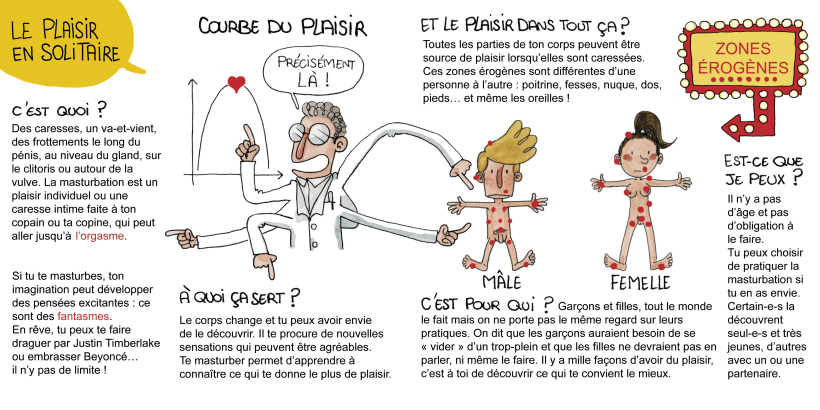 LE PLAISIR
EN SOLITAIRE
C'EST QUOI ?
Des caresses, un va-et-vient,
des frottements le long du
pénis, au niveau du gland, sur
le clitoris ou autour de la
vulve. La masturbation est un
plaisir individuel ou une
caresse intime faite à ton
copain ou ta copine, qui peut
aller jusqu'à l'orgasme.
Si tu te masturbes, ton
imagination peut développer
des pensées excitantes : ce
sont des fantasmes.
En rêve, tu peux te faire
draguer par Justin Timberlake
ou embrasser Beyoncé…
il n'y pas de limite !
COURBE DU PLAISIR
PRÉCISÉMENT
LÀ !
À QUOI ÇA SERT ?
Le corps change et tu peux avoir envie
de le découvrir. Il te procure de nouvelles
sensations qui peuvent être agréables.
Te masturber permet d'apprendre à
connaître ce qui te donne le plus de plaisir.
ET LE PLAISIR DANS TOUT ÇA ?
Toutes les parties de ton corps peuvent être
source de plaisir lorsqu'elles sont caressées.
Ces zones érogènes sont différentes d'une
personne à l'autre : poitrine, fesses, nuque, dos,
pieds… et même les oreilles !
MÂLE
FEMELLE
C'EST POUR QUI ? Garçons et filles, tout le monde
le fait mais on ne porte pas le même regard sur leurs
pratiques. On dit que les garçons auraient besoin de se
« vider » d'un trop-plein et que les filles ne devraient pas en
parler, ni même le faire. Il y a mille façons d'avoir du plaisir,
c'est à toi de découvrir ce qui te convient le mieux.
ZONES
ÉROGÈNES
EST-CE QUE
JE PEUX ?
Il n'y a pas
d'âge et pas
d'obligation à
le faire.
Tu peux choisir
de pratiquer la
masturbation si
tu en as envie.
Certain-e-s la
découvrent
seul-e-s et très
jeunes, d'autres
avec un ou une
partenaire.